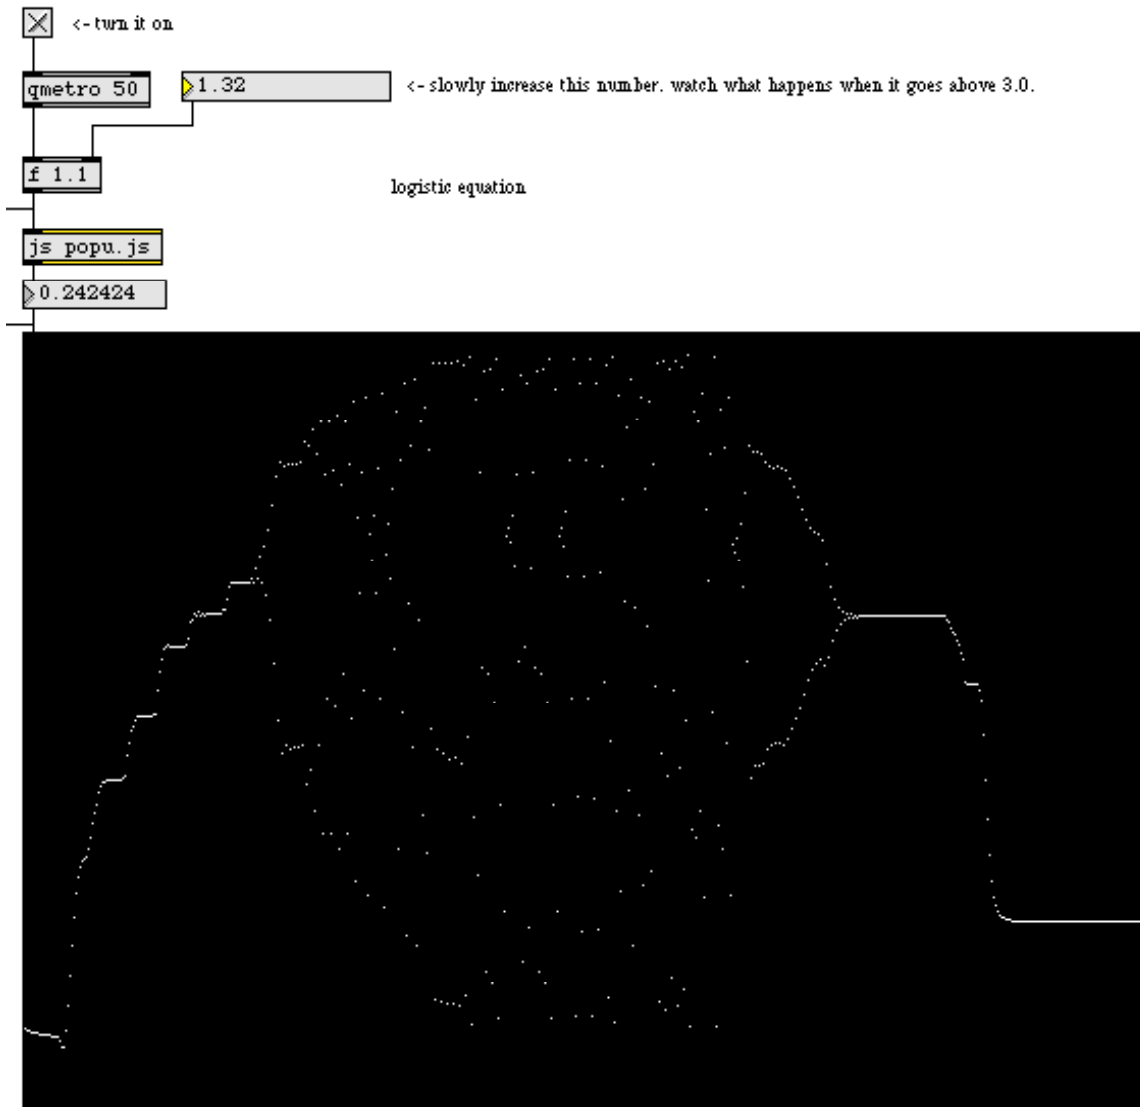 <- turn it on
qmetro 50
1.32
<- slowly increase this number. watch what happens when it goes above 3.0.
f 1.1
logistic equation
js popu.js
0.242424